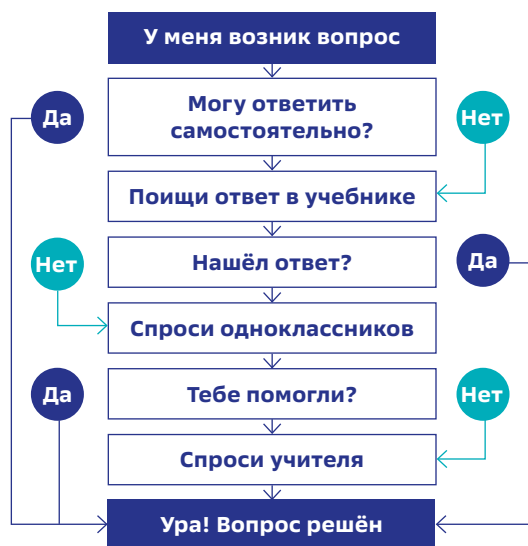 У меня возник вопрос
Могу ответить
самостоятельно?
Да
Нет
Поищи ответ в учебнике
Нашёл ответ?
Нет
Да
Спроси одноклассников
Тебе помогли?
Да
Нет
Спроси учителя
Ура! Вопрос решён